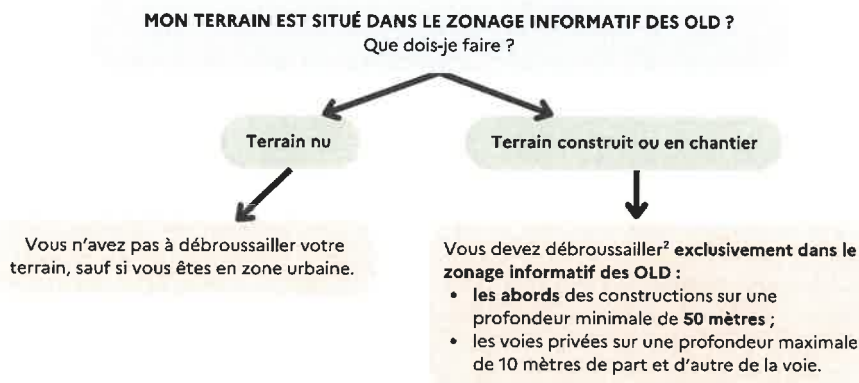 MON TERRAIN EST SITUÉ DANS LE ZONAGE INFORMATIF DES OLD ?
Que dois-je faire ?
Terrain nu
Terrain construit ou en chantier
Vous n'avez pas à débroussailler votre
terrain, sauf si vous êtes en zone urbaine.
Vous devez débroussailler² exclusivement dans le
zonage informatif des OLD :
• les abords des constructions sur une
profondeur minimale de 50 mètres ;
• les voies privées sur une profondeur maximale
de 10 mètres de part et d'autre de la voie.